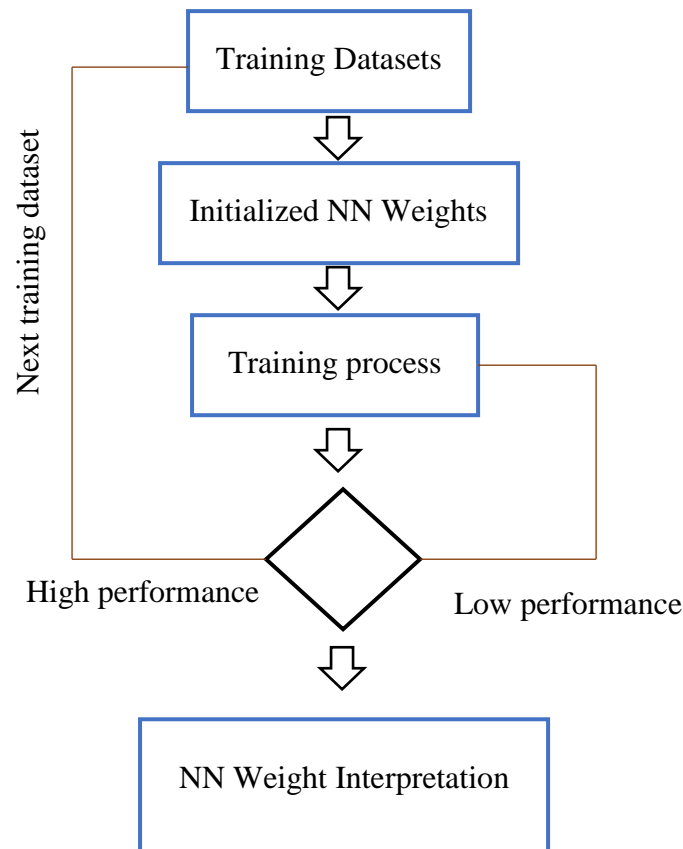 Training Datasets
Next training dataset
Initialized NN Weights
Training process
High performance
Low performance
NN Weight Interpretation